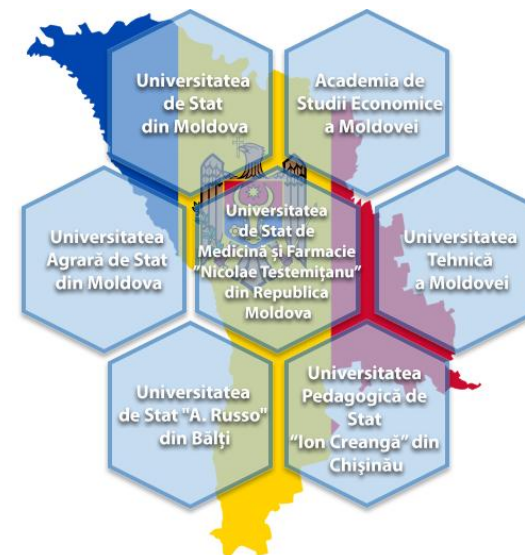 Universitatea
de Stat
din Moldova
Academia de
Studii Economice
a Moldovei
Universitatea
Agrară de Stat
din Moldova
Universitatea
de Stat de
Medicină și Farmacie
"Nicolae Testemițanu"
din Republica
Moldova
Universitatea
Tehnică
a Moldovei
Universitatea
de Stat "A. Russo"
din Bălți
Universitatea
Pedagogică de
Stat
"Ion Creangă" din
Chişinău